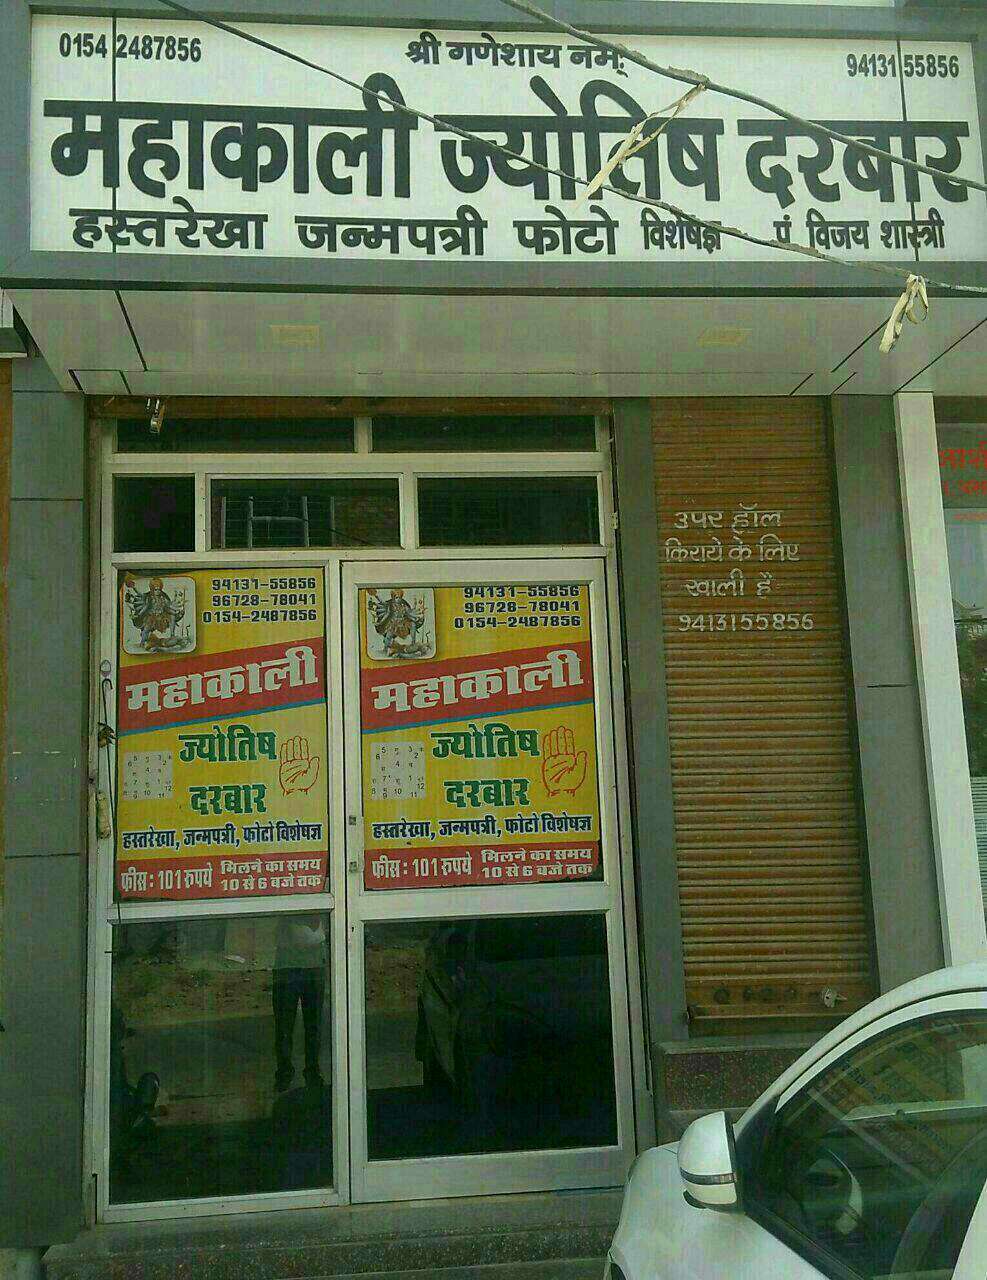 0154 2487856
श्री गणेशाय नमः
94131 55856
महाकाली ज्योतिष दरबार
हस्तरेखा जन्मपत्री फोटो विशेषज्ञ पं विजय शास्त्री
94131-55856
96728-78041
0154-2487856
महाकाली
ज्योतिष
दरबार
हस्तरेखा, जन्मपत्री, फोटो विशेषज्ञ
फीस: 101 रुपये
मिलने का समय
10 से 6 बजे तक
94131-55856
96728-78041
0154-2487856
महाकाली
ज्योतिष
दरबार
हस्तरेखा, जन्मपत्री, फोटो विशेषज्ञ
फीस: 101 रुपये
मिलने का समय
10 से 6 बजे तक
उपर हॉल
किराये के लिए
खाली हैं
9413155856